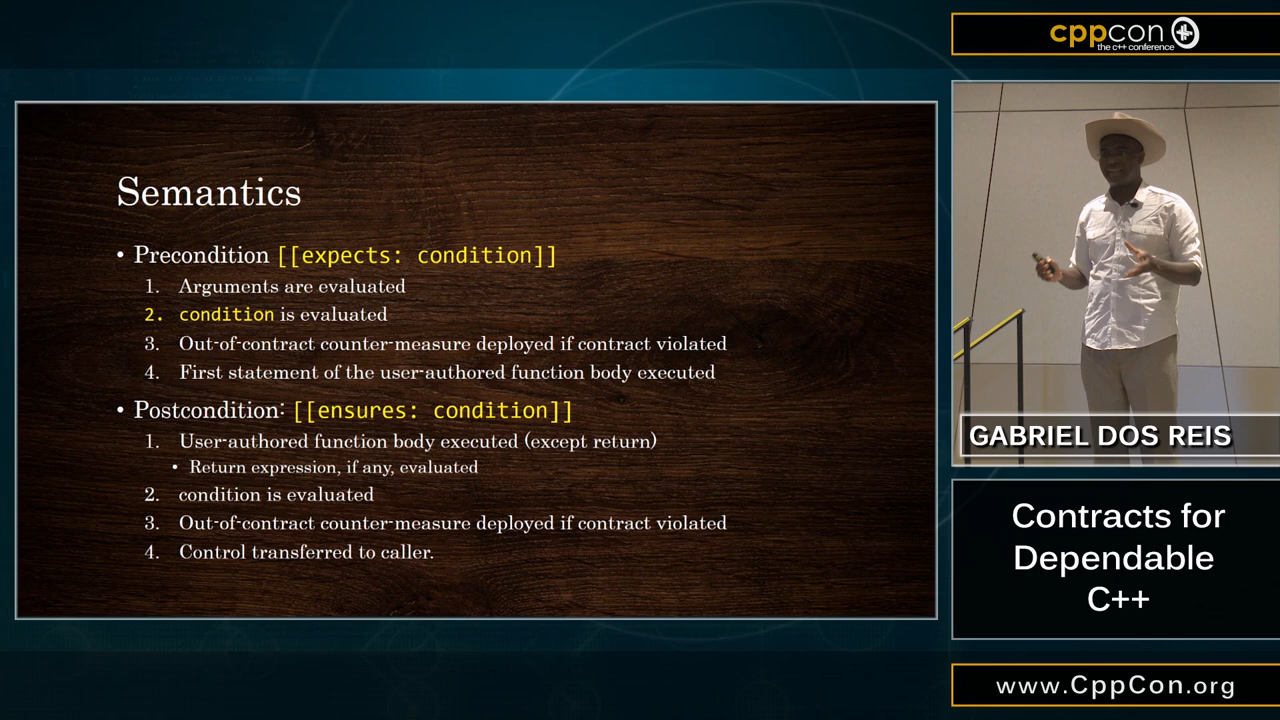 cppcon
the c++ conference
Semantics
• Precondition [[expects: condition]]
1. Arguments are evaluated
2. condition is evaluated
3. Out-of-contract counter-measure deployed if contract violated
4. First statement of the user-authored function body executed
• Postcondition: [[ensures: condition]]
1. User-authored function body executed (except return)
• Return expression, if any, evaluated
2. condition is evaluated
3. Out-of-contract counter-measure deployed if contract violated
4. Control transferred to caller.
GABRIEL DOS REIS
Contracts for
Dependable
C++
www.CppCon.org